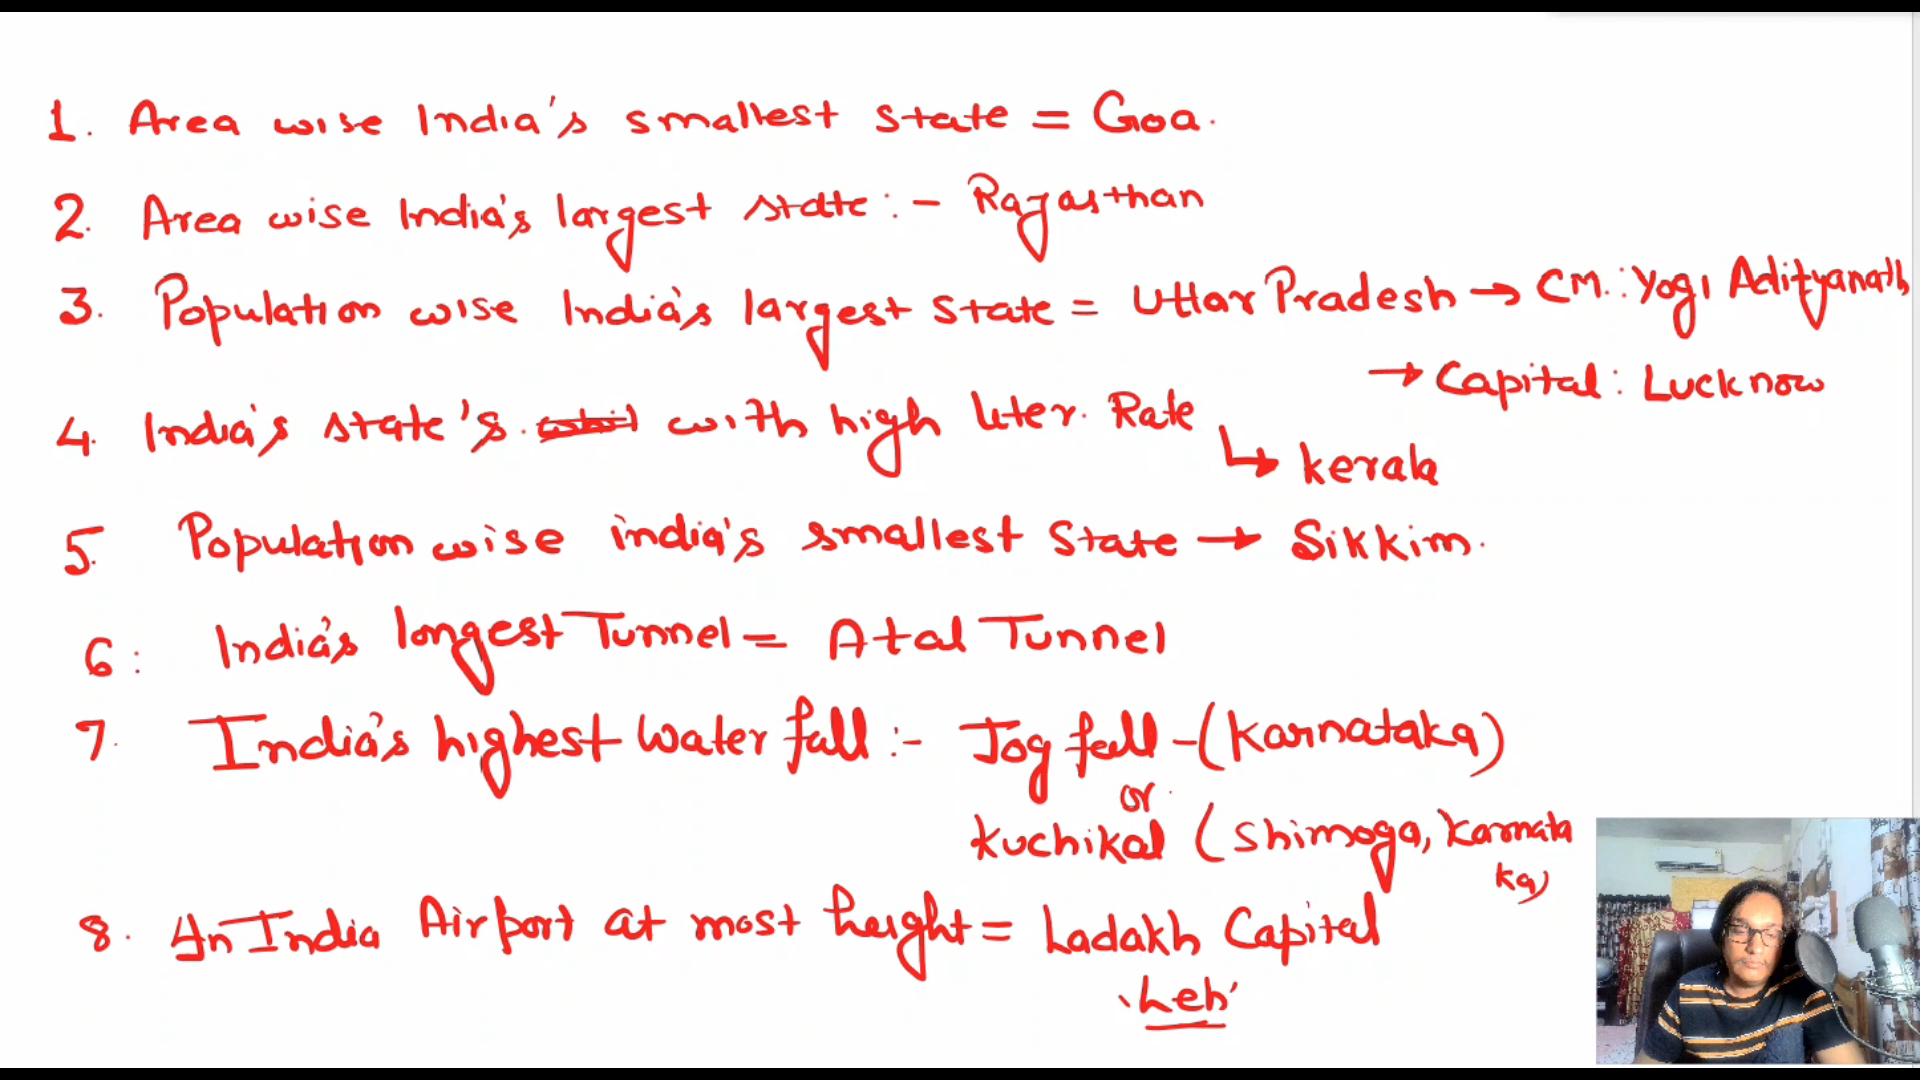 1. Area wise India's smallest state = Goa.
2. Area wise India's largest state :- Rajasthan
3. Population wise India's largest state = Uttar Pradesh → CM.: Yogi Adityanath
→ Capital : Lucknow
4. India's state's. with high liter. Rate
↳ kerala
5. Population wise india's smallest State → Sikkim.
6: India's longest Tunnel = Atal Tunnel
7. India's highest water fall :- Jog fall - (Karnataka)
or
kuchikal (Shimoga, Karnata
ka)
8. In India Airport at most height = Ladakh Capital
'Leh'